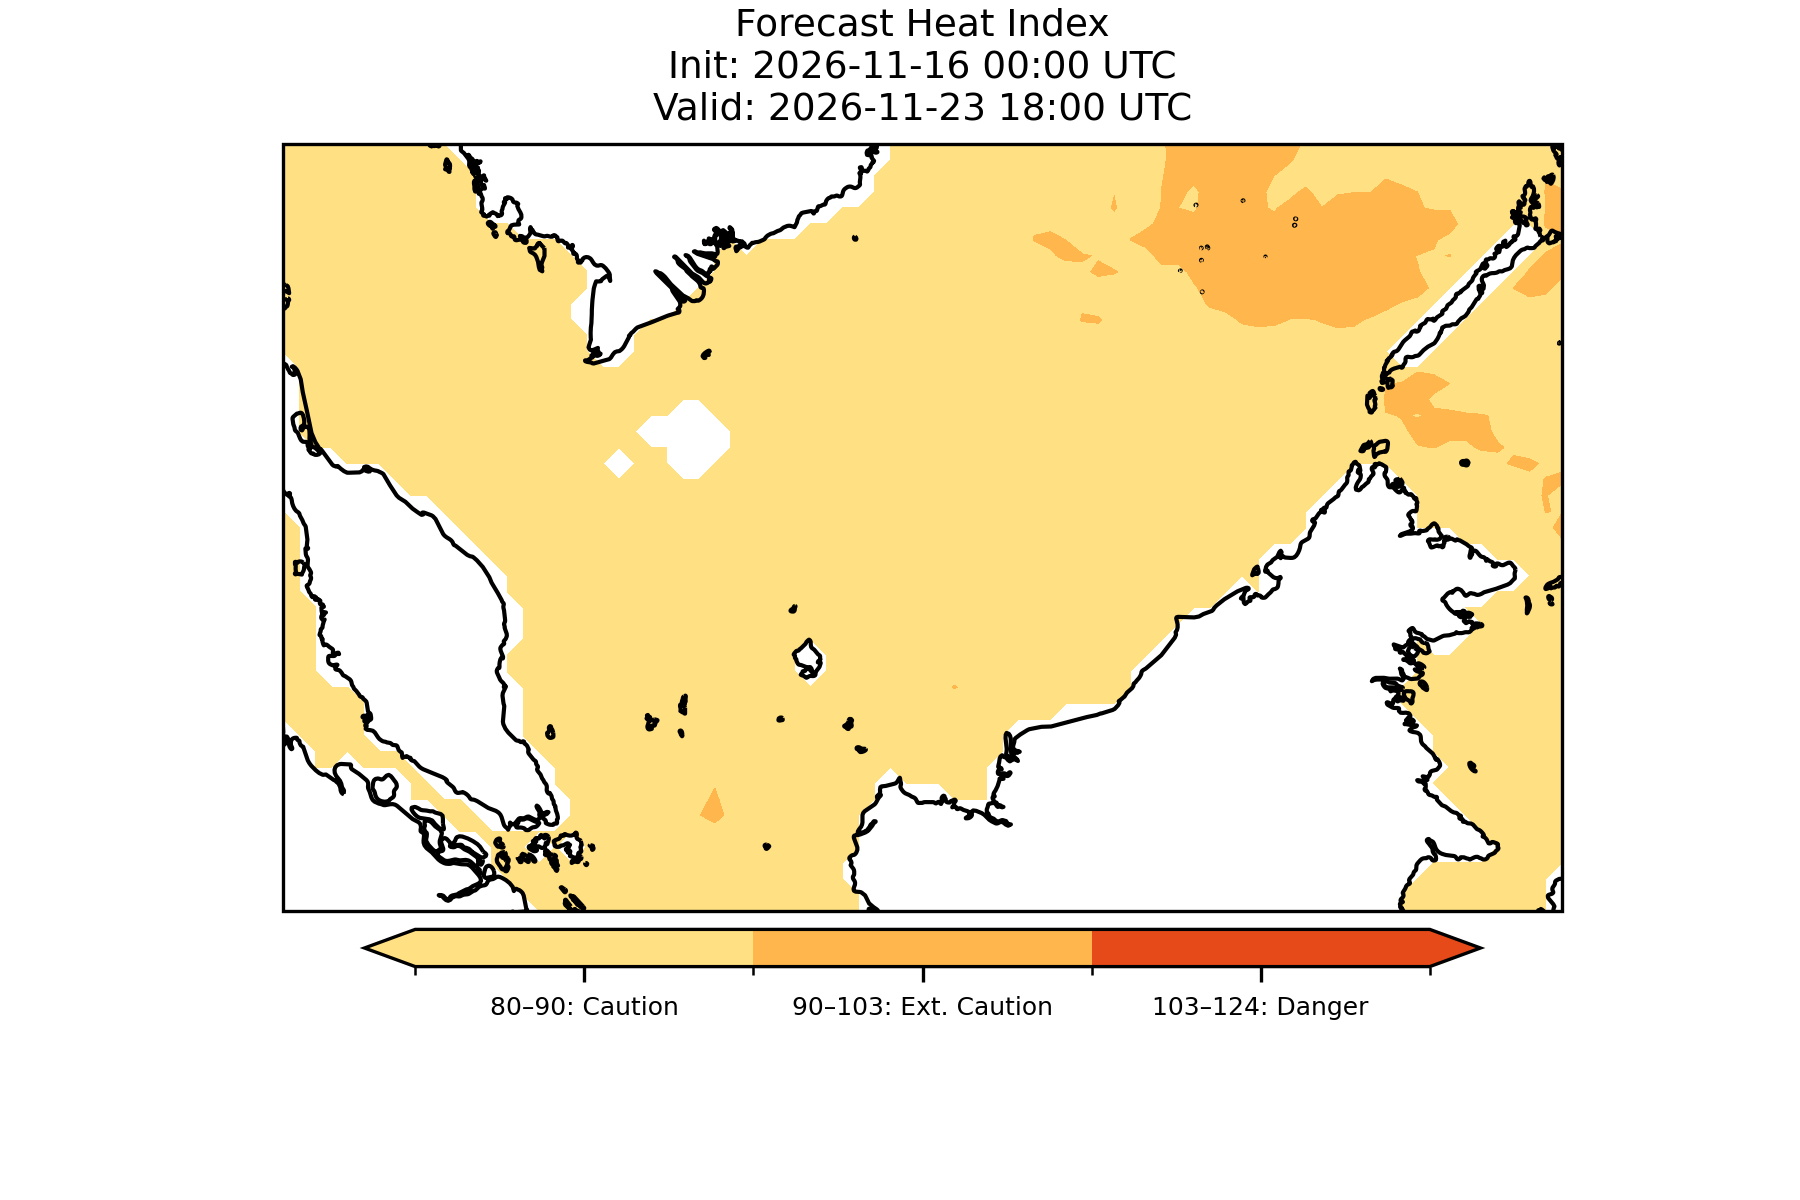 Forecast Heat Index
Init: 2026-11-16 00:00 UTC
Valid: 2026-11-23 18:00 UTC
80–90: Caution
90–103: Ext. Caution
103–124: Danger